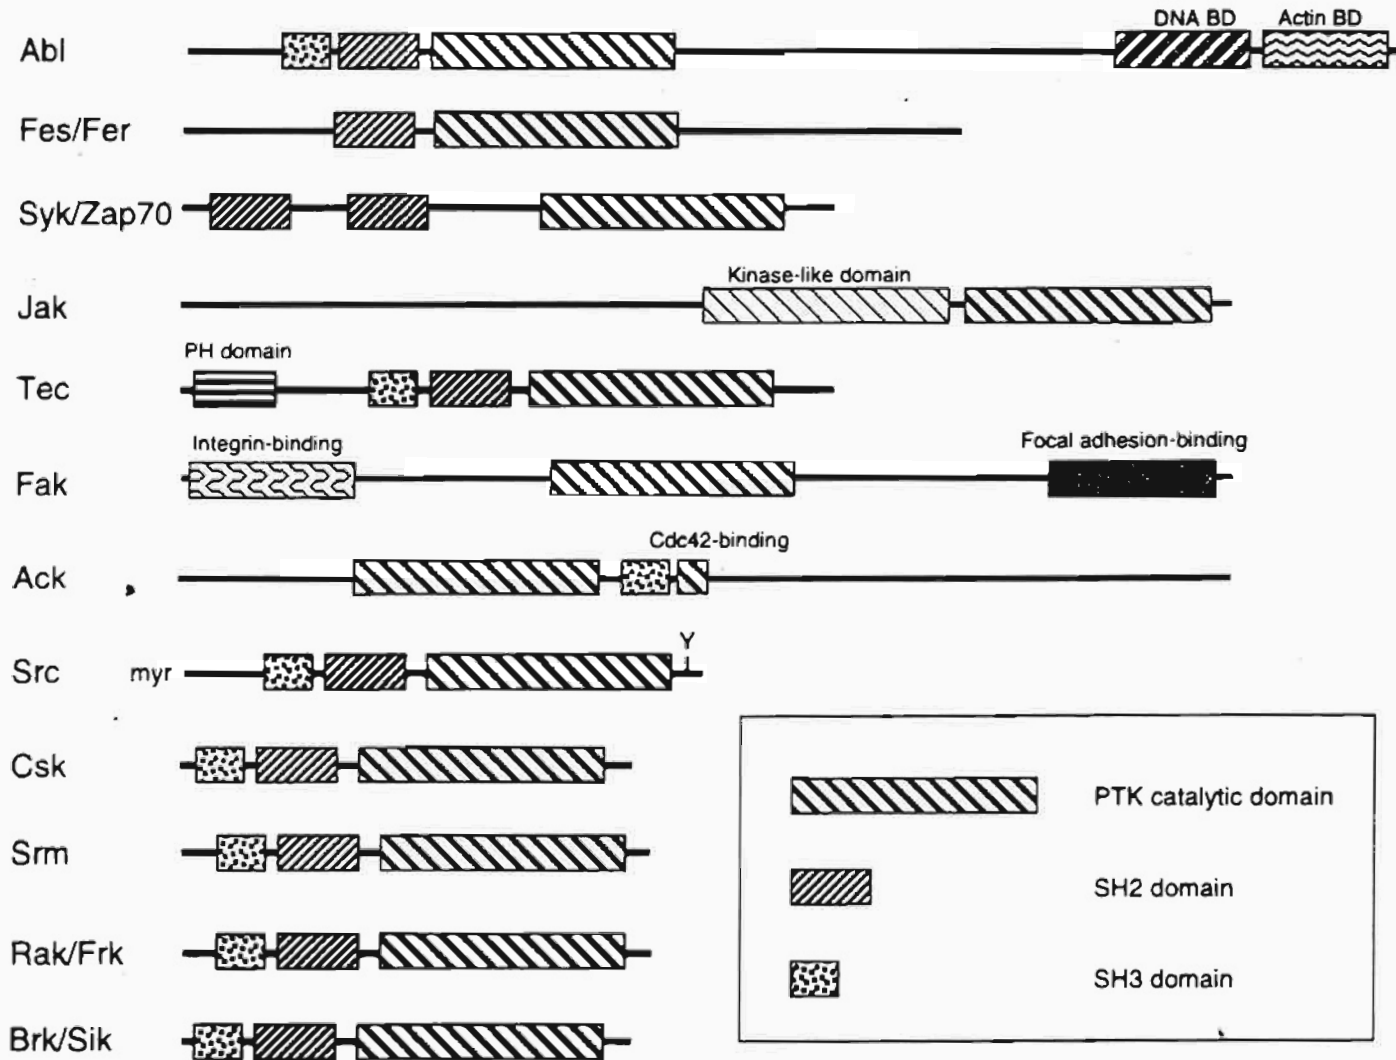 DNA BD
Actin BD
Abl
Fes/Fer
Syk/Zap70
Kinase-like domain
Jak
PH domain
Tec
Integrin-binding
Focal adhesion-binding
Fak
Cdc42-binding
Ack
Y
Src
myr
Csk
PTK catalytic domain
Srm
SH2 domain
Rak/Frk
SH3 domain
Brk/Sik